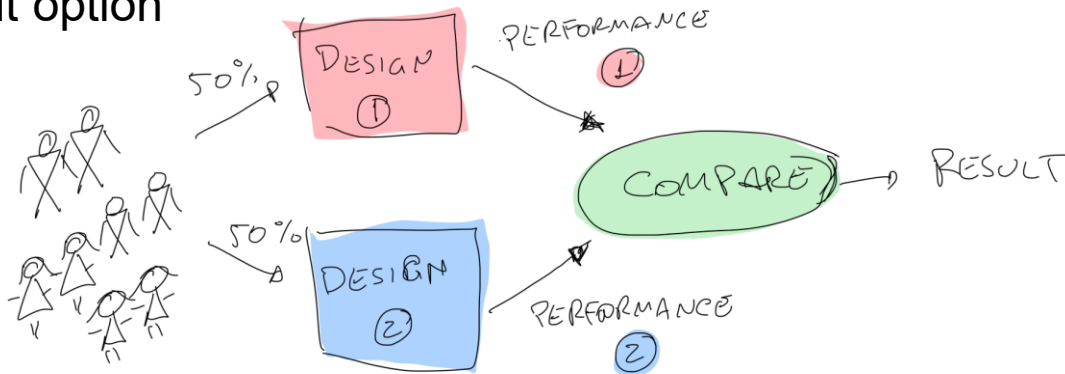 t option
PERFORMANCE
1
50%
DESIGN
1
COMPARE
RESULT
50%
DESIGN
2
PERFORMANCE
2